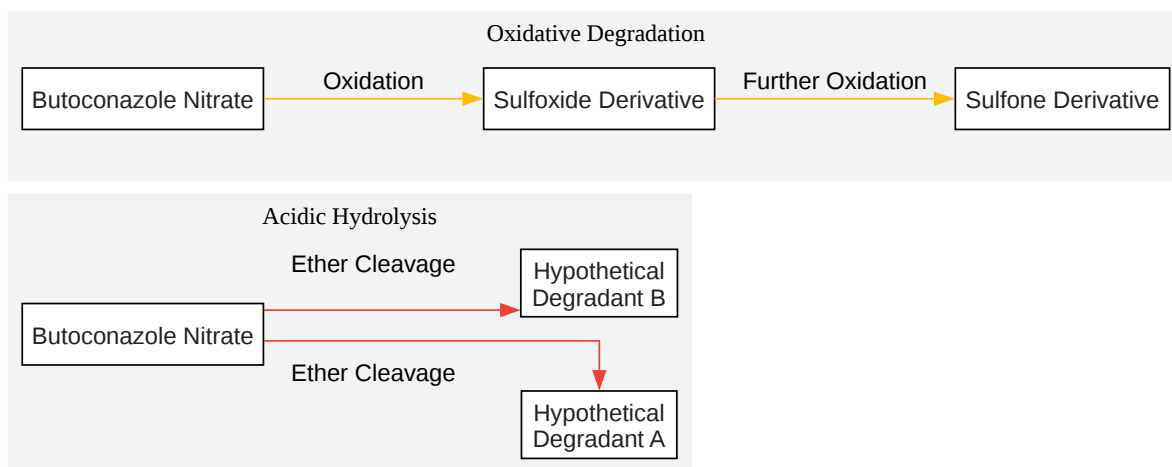 Oxidative Degradation
Butoconazole Nitrate
Oxidation
Sulfoxide Derivative
Further Oxidation
Sulfone Derivative
Acidic Hydrolysis
Ether Cleavage
Hypothetical
Degradant B
Butoconazole Nitrate
Ether Cleavage
Hypothetical
Degradant A